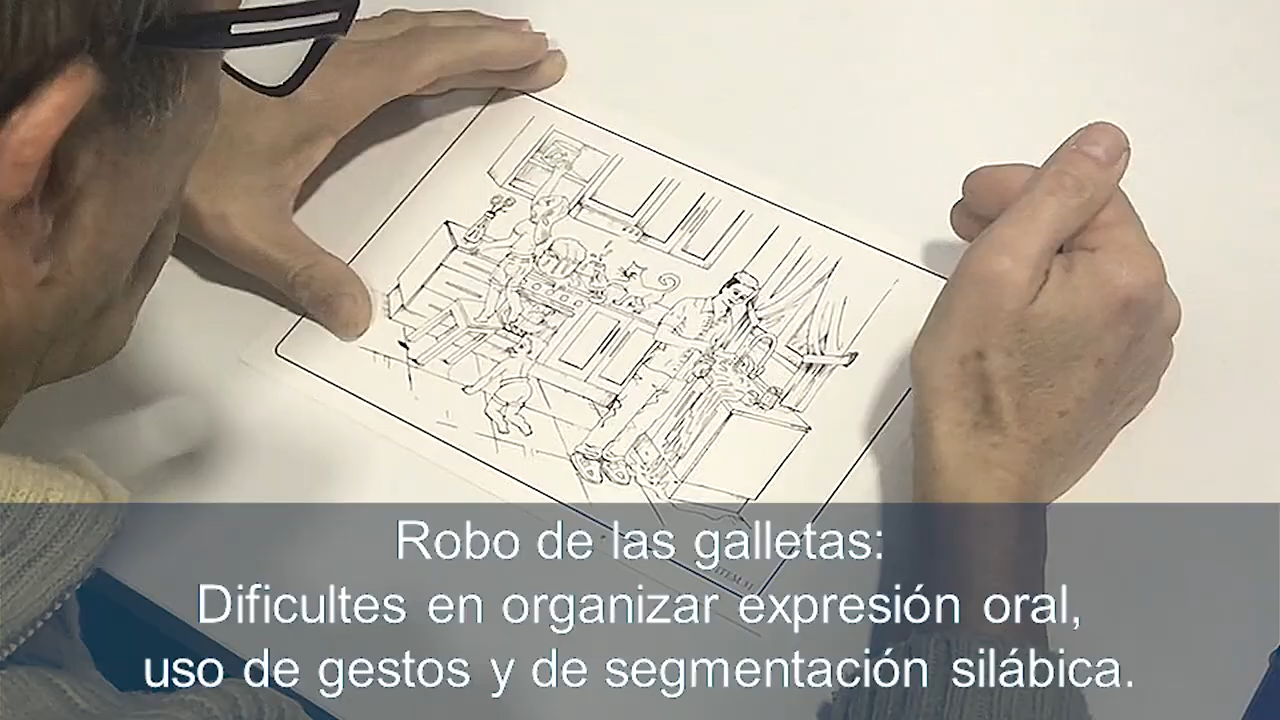 Robo de las galletas:
Dificultes en organizar expresión oral,
uso de gestos y de segmentación silábica.